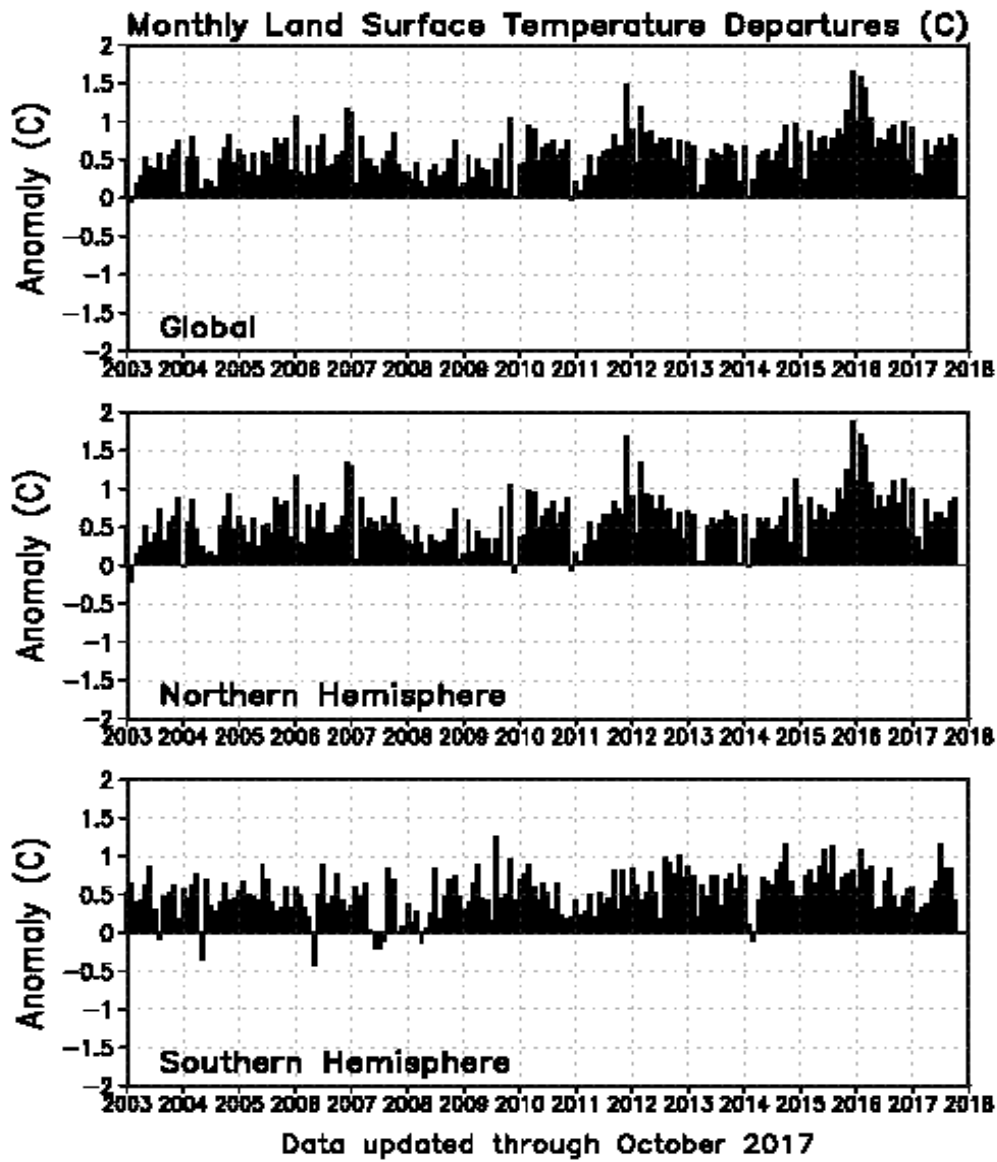 Monthly Land Surface Temperature Departures (C)
2
1.5
1
0.5
0
-0.5
-1
-1.5
-2
Anomaly (C)
Global
2003 2004 2005 2006 2007 2008 2009 2010 2011 2012 2013 2014 2015 2016 2017 2018
2
1.5
1
0.5
0
-0.5
-1
-1.5
-2
Anomaly (C)
Northern Hemisphere
2003 2004 2005 2006 2007 2008 2009 2010 2011 2012 2013 2014 2015 2016 2017 2018
2
1.5
1
0.5
0
-0.5
-1
-1.5
-2
Anomaly (C)
Southern Hemisphere
2003 2004 2005 2006 2007 2008 2009 2010 2011 2012 2013 2014 2015 2016 2017 2018
Data updated through October 2017